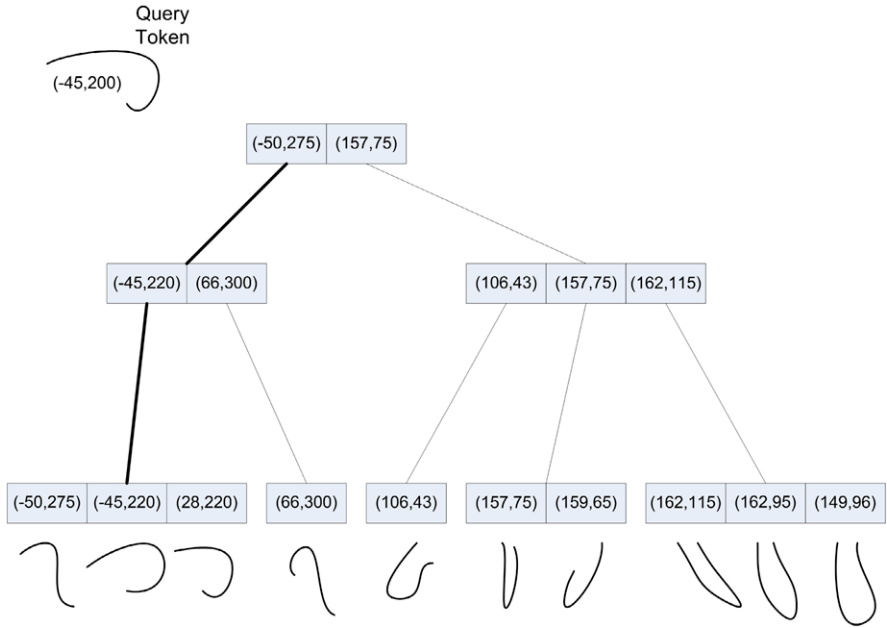 Query
Token
(-45,200)
(-50,275) (157,75)
(-45,220) (66,300) (106,43) (157,75) (162,115)
(-50,275) (-45,220) (28,220) (66,300) (106,43) (157,75) (159,65) (162,115) (162,95) (149,96)